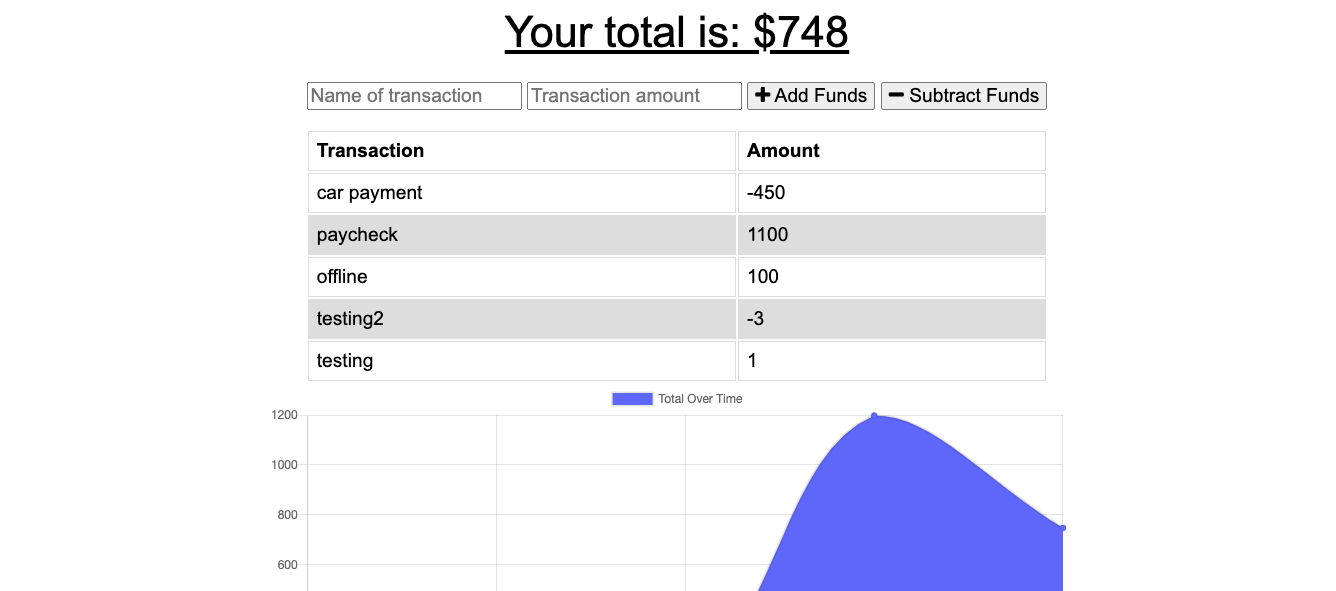 Your total is: $748
Name of transaction Transaction amount Add Funds Subtract Funds
Transaction Amount
car payment -450
paycheck 1100
offline 100
testing2 -3
testing 1
Total Over Time
1200
1000
800
600